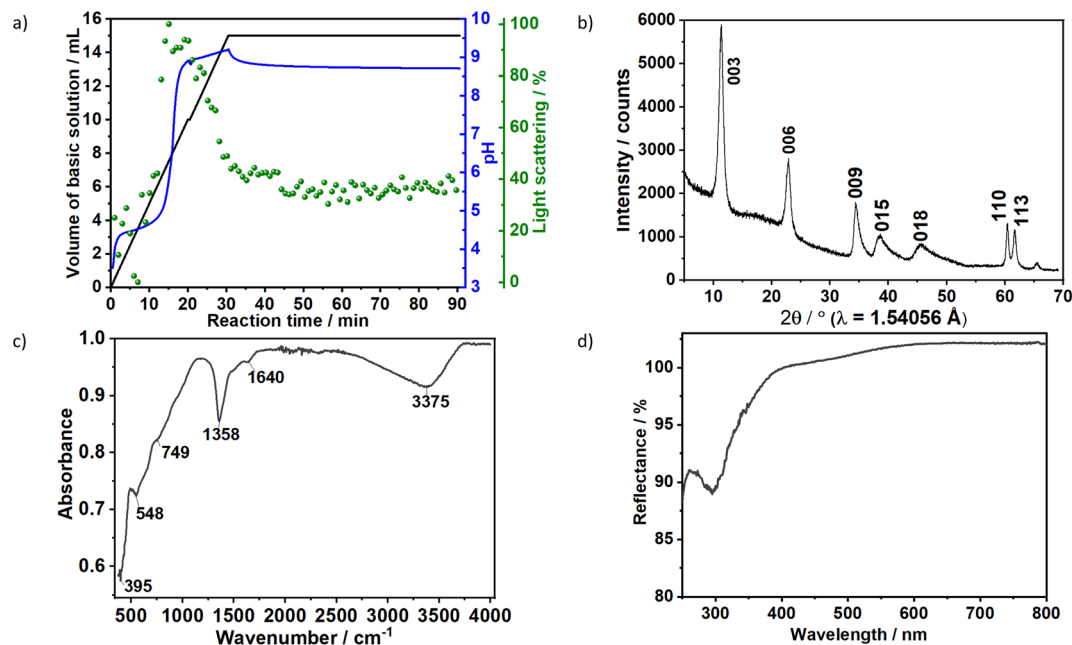 a)
Volume of basic solution / mL
16
14
12
10
8
6
4
2
0
0 10 20 30 40 50 60 70 80 90
Reaction time / min
10
9
8
7
6
5
4
3
pH
100
80
60
40
20
0
Light scattering / %
b)
Intensity / counts
6000
5000
4000
3000
2000
1000
0
003
006
009
015
018
110
113
10 20 30 40 50 60 70
2θ / ° (λ = 1.54056 Å)
c)
Absorbance
1.0
0.9
0.8
0.7
0.6
395
548
749
1358
1640
3375
500 1000 1500 2000 2500 3000 3500 4000
Wavenumber / cm⁻¹
d)
Reflectance / %
100
95
90
85
80
300 400 500 600 700 800
Wavelength / nm